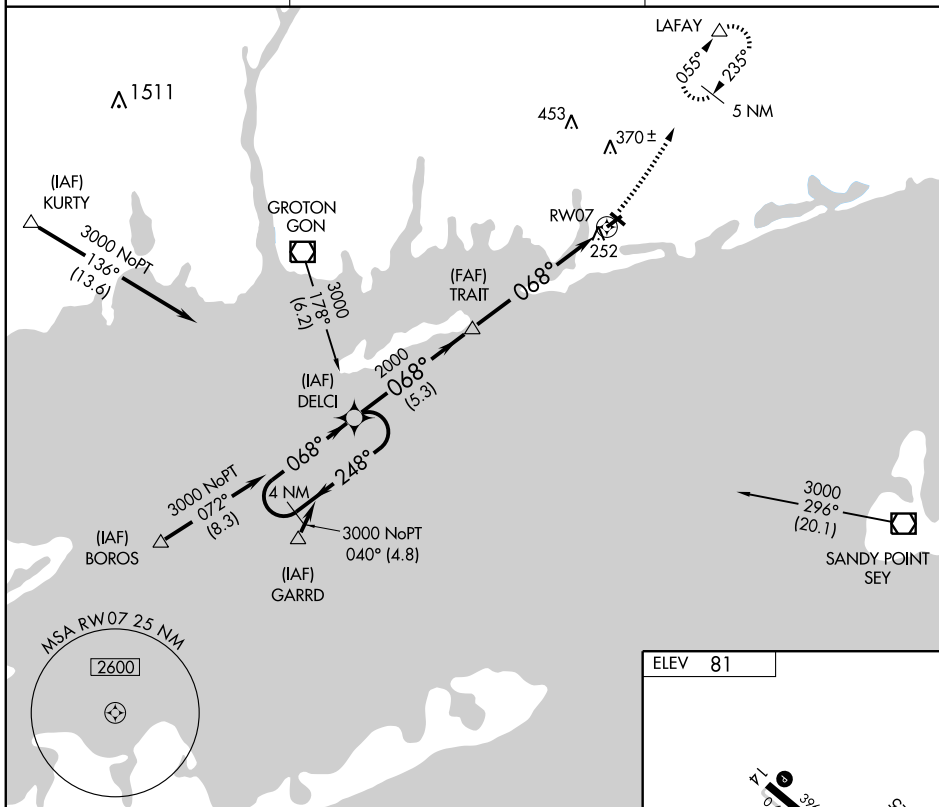 LAFAY
055°
235°
5 NM
1511
453
370±
(IAF)
KURTY
3000 NoPT
136°
(13.6)
GROTON
GON
3000
178°
(6.2)
RW07
252
(FAF)
TRAIT
068°
2000
068°
(5.3)
(IAF)
DELCI
068°
248°
4 NM
3000 NoPT
072°
(8.3)
(IAF)
BOROS
3000 NoPT
040° (4.8)
(IAF)
GARRD
3000
296°
(20.1)
SANDY POINT
SEY
MSA RW07 25 NM
2600
ELEV 81
14
P